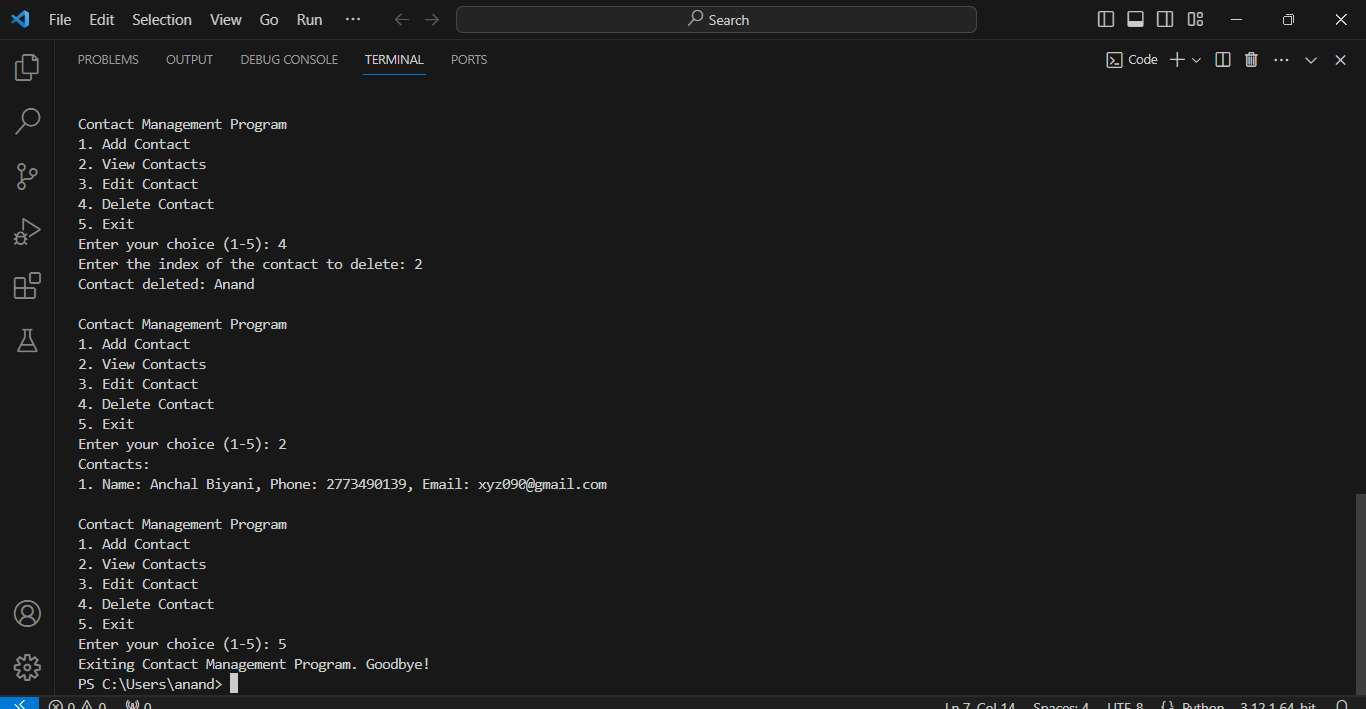 File Edit Selection View Go Run ··· Search
PROBLEMS OUTPUT DEBUG CONSOLE TERMINAL PORTS Code
Contact Management Program
1. Add Contact
2. View Contacts
3. Edit Contact
4. Delete Contact
5. Exit
Enter your choice (1-5): 4
Enter the index of the contact to delete: 2
Contact deleted: Anand
Contact Management Program
1. Add Contact
2. View Contacts
3. Edit Contact
4. Delete Contact
5. Exit
Enter your choice (1-5): 2
Contacts:
1. Name: Anchal Biyani, Phone: 2773490139, Email: xyz090@gmail.com
Contact Management Program
1. Add Contact
2. View Contacts
3. Edit Contact
4. Delete Contact
5. Exit
Enter your choice (1-5): 5
Exiting Contact Management Program. Goodbye!
PS C:\Users\anand>
0 0 0 Ln 7, Col 14 Spaces: 4 UTF-8 {} Python 3.12.1 64-bit